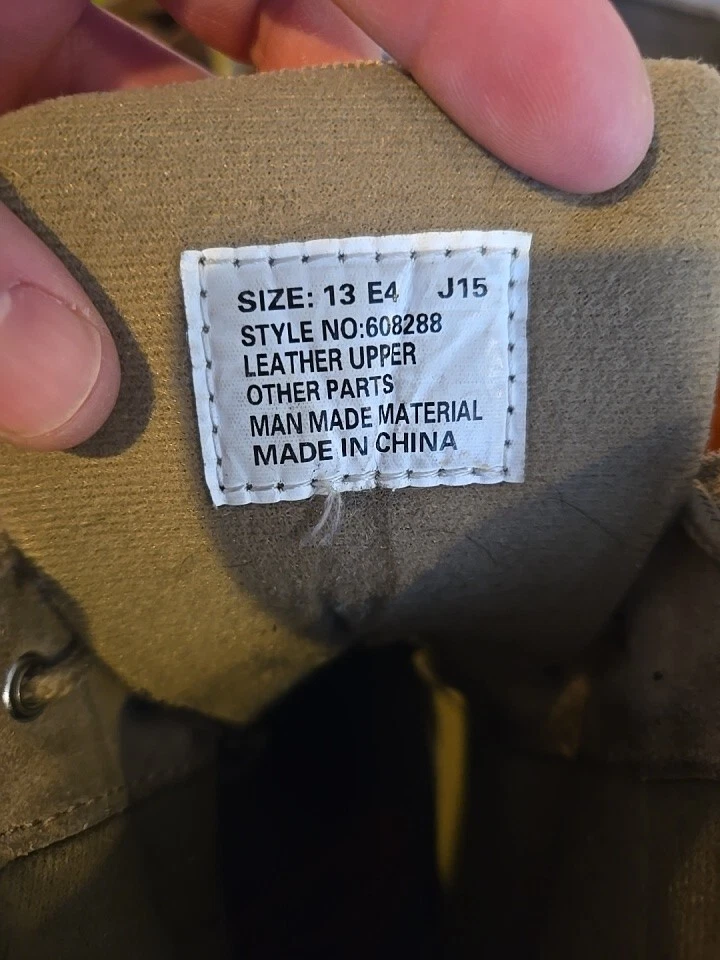 SIZE: 13 E4 J15
STYLE NO:608288
LEATHER UPPER
OTHER PARTS
MAN MADE MATERIAL
MADE IN CHINA